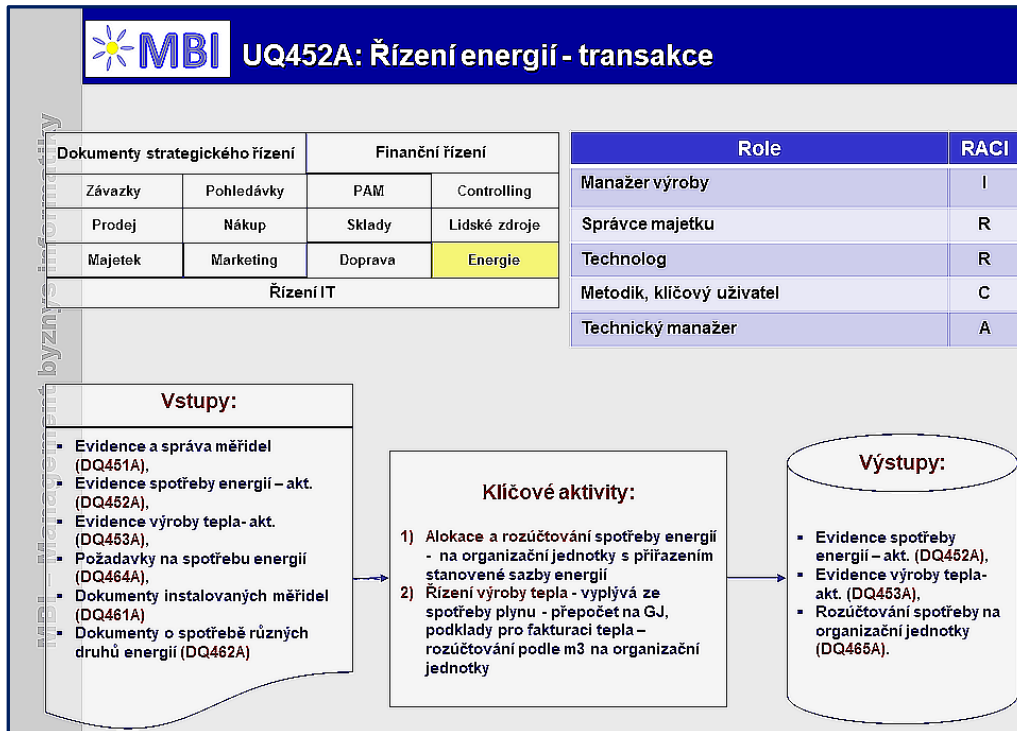 MBI
UQ452A: Řízení energií - transakce
MBI – Management byznys informatiky
Dokumenty strategického řízení
Finanční řízení
Závazky
Pohledávky
PAM
Controlling
Prodej
Nákup
Sklady
Lidské zdroje
Majetek
Marketing
Doprava
Energie
Řízení IT
Role
RACI
Manažer výroby
I
Správce majetku
R
Technolog
R
Metodik, klíčový uživatel
C
Technický manažer
A
Vstupy:
▪ Evidence a správa měřidel
(DQ451A),
▪ Evidence spotřeby energií – akt.
(DQ452A),
▪ Evidence výroby tepla- akt.
(DQ453A),
▪ Požadavky na spotřebu energií
(DQ464A),
▪ Dokumenty instalovaných měřidel
(DQ461A)
▪ Dokumenty o spotřebě různých
druhů energií (DQ462A)
Klíčové aktivity:
1) Alokace a rozúčtování spotřeby energií
- na organizační jednotky s přiřazením
stanovené sazby energií
2) Řízení výroby tepla - vyplývá ze
spotřeby plynu - přepočet na GJ,
podklady pro fakturaci tepla –
rozúčtování podle m3 na organizační
jednotky
Výstupy:
▪ Evidence spotřeby
energií – akt. (DQ452A),
▪ Evidence výroby tepla-
akt. (DQ453A),
▪ Rozúčtování spotřeby na
organizační jednotky
(DQ465A).